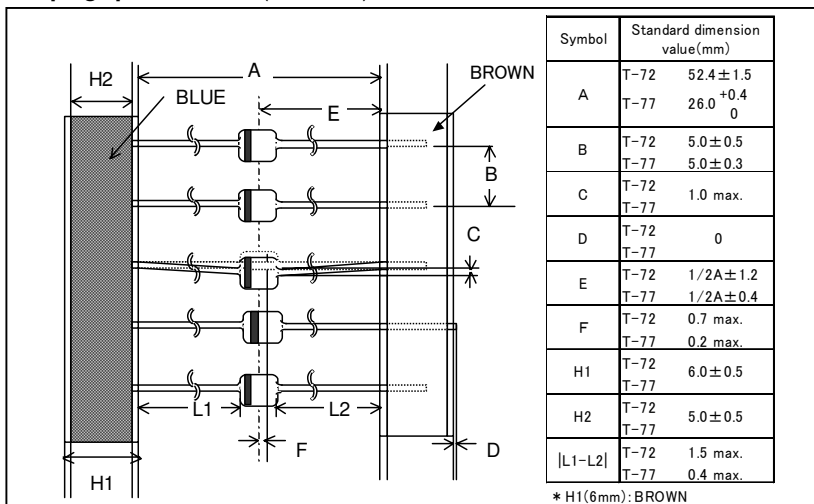 H2
A
BLUE
BROWN
E
B
C
L1
L2
F
D
H1
Symbol Standard dimension value(mm)
A T-72 52.4±1.5
T-77 26.0 +0.4 0
B T-72 5.0±0.5
T-77 5.0±0.3
C T-72 1.0 max.
T-77
D T-72 0
T-77
E T-72 1/2A±1.2
T-77 1/2A±0.4
F T-72 0.7 max.
T-77 0.2 max.
H1 T-72 6.0±0.5
T-77
H2 T-72 5.0±0.5
T-77
|L1-L2| T-72 1.5 max.
T-77 0.4 max.
* H1(6mm): BROWN